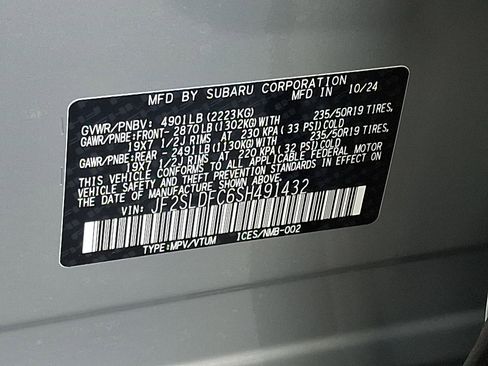 MFD BY SUBARU CORPORATION
MFD IN 10/24
GVWR/PNBV: 4901LB (2223KG)
GAWR/PNBE:FRONT- 2870LB(1302KG)WITH 235/50R19 TIRES,
19X7 1/2J RIMS AT 230 KPA( 33 PSI)COLD
GAWR/PNBE:REAR - 2491LB(1130KG)WITH 235/50R19 TIRES,
19X7 1/2J RIMS AT 220 KPA( 32 PSI)COLD
THIS VEHICLE CONFORMS TO ALL APPLICABLE FEDERAL MOTOR
VEHICLE SAFETY AND THEFT PREVENTION STANDARDS IN EFFECT ON
THE DATE OF MANUFACTURE SHOWN ABOVE.
VIN: JF2SLDFC6SH491432
TYPE:MPV/VTUM ICES/NMB-002